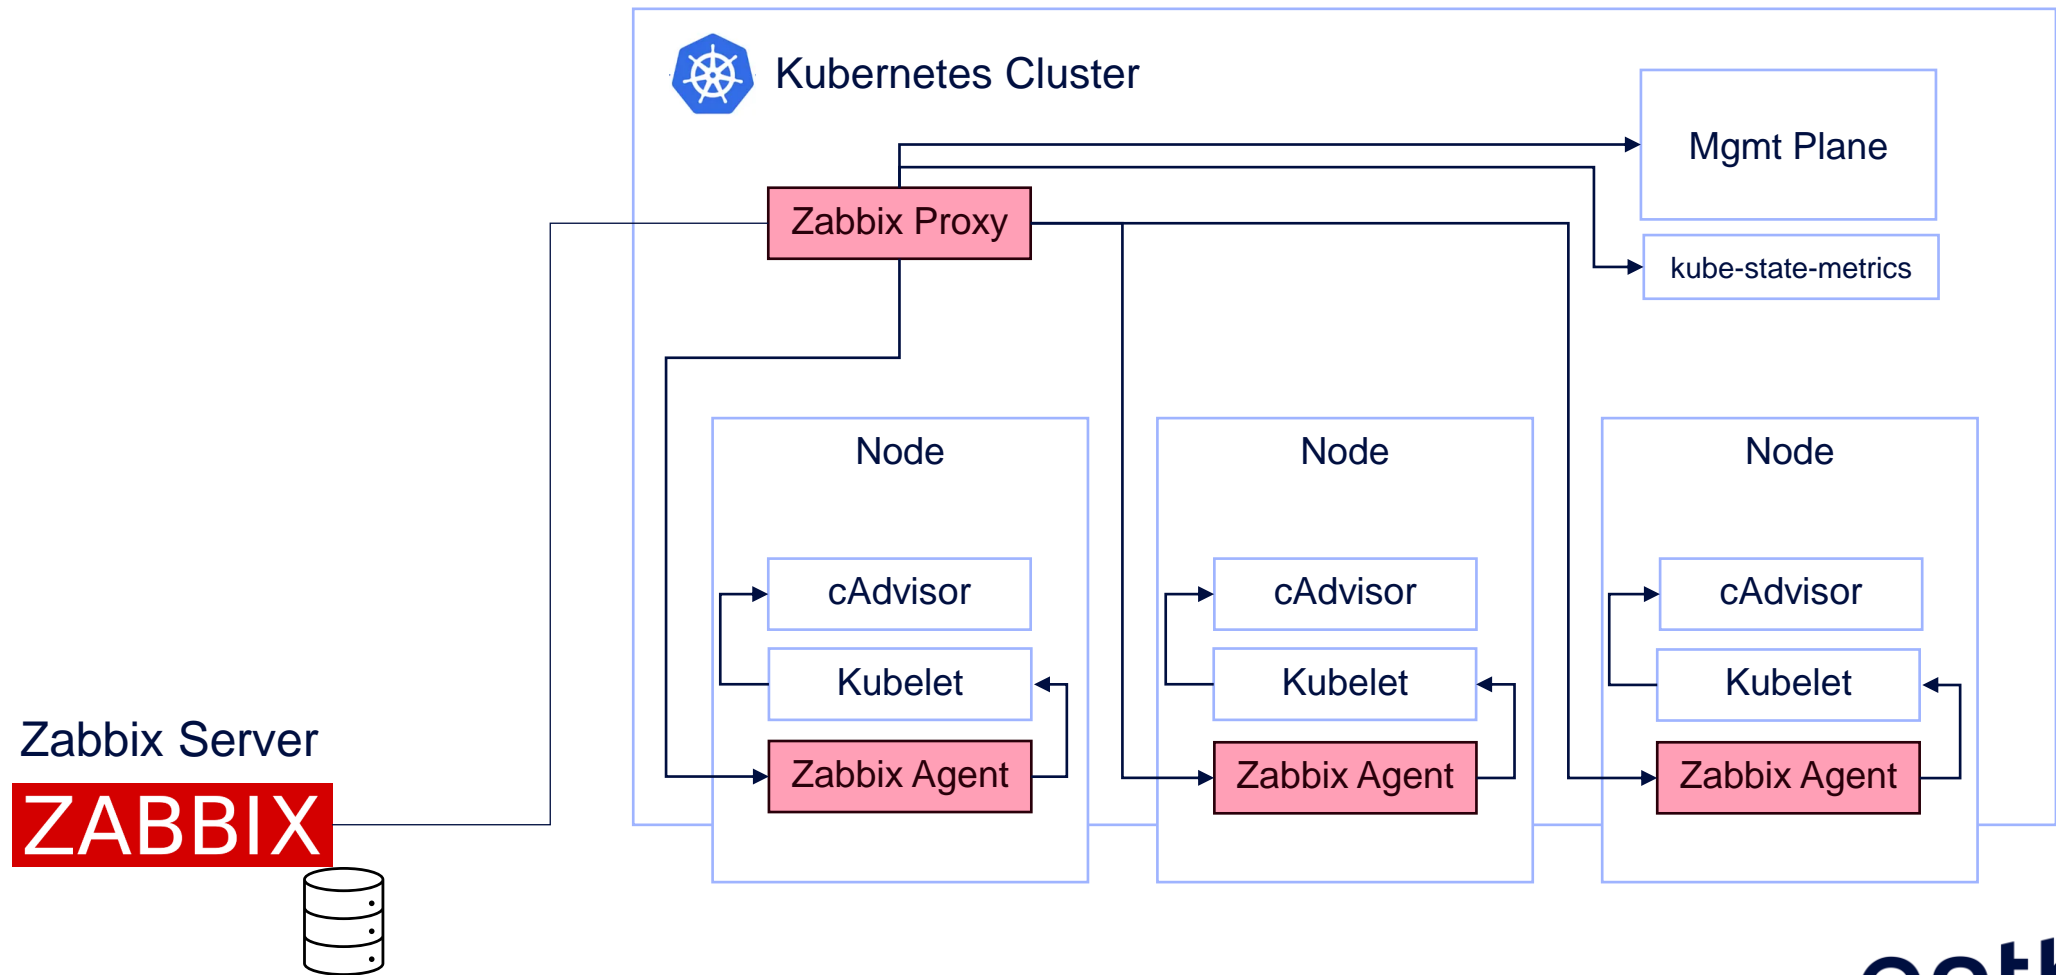 Kubernetes Cluster
Mgmt Plane
Zabbix Proxy
kube-state-metrics
Node
Node
Node
cAdvisor
cAdvisor
cAdvisor
Kubelet
Kubelet
Kubelet
Zabbix Server
Zabbix Agent
Zabbix Agent
Zabbix Agent
ZABBIX